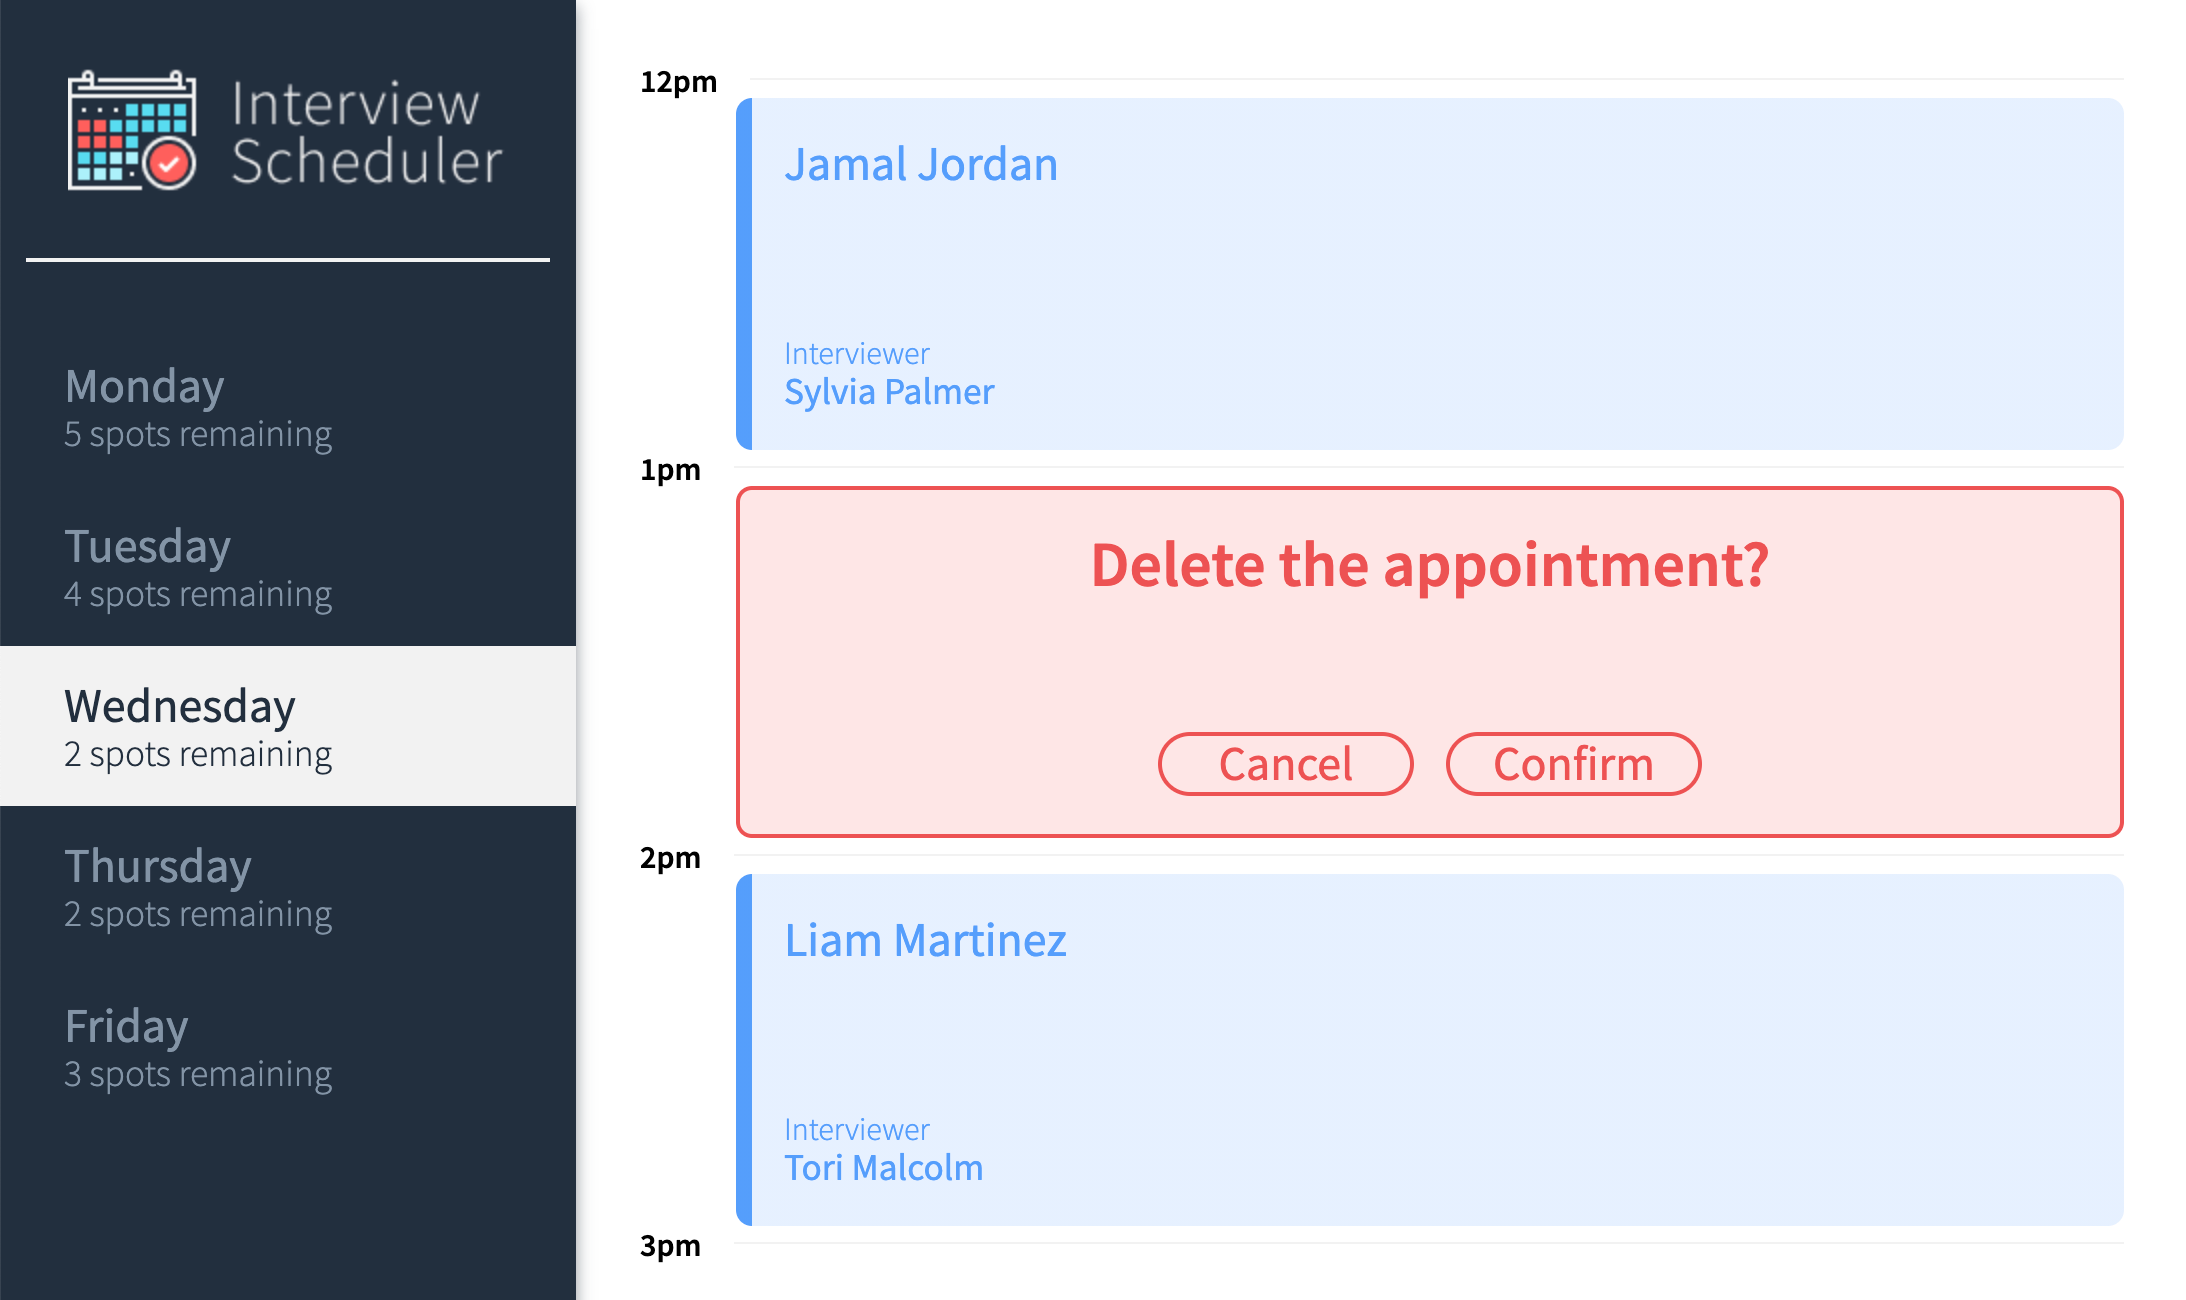 Interview
Scheduler
Monday
5 spots remaining
Tuesday
4 spots remaining
Wednesday
2 spots remaining
Thursday
2 spots remaining
Friday
3 spots remaining
12pm
Jamal Jordan
Interviewer
Sylvia Palmer
1pm
Delete the appointment?
Cancel Confirm
2pm
Liam Martinez
Interviewer
Tori Malcolm
3pm